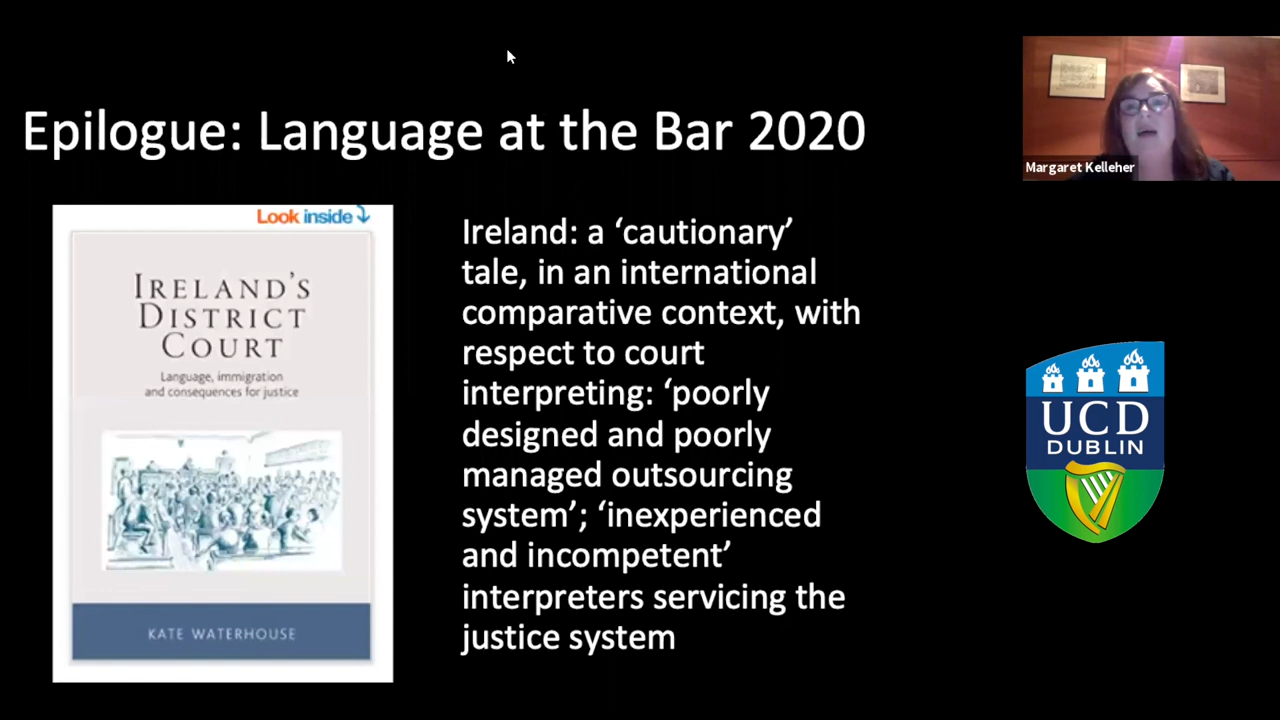 Epilogue: Language at the Bar 2020
Margaret Kelleher
Look inside
IRELAND'S
DISTRICT
COURT
Language, immigration
and consequences for justice
KATE WATERHOUSE
Ireland: a ‘cautionary’
tale, in an international
comparative context, with
respect to court
interpreting: ‘poorly
designed and poorly
managed outsourcing
system’; ‘inexperienced
and incompetent’
interpreters servicing the
justice system
UCD
DUBLIN